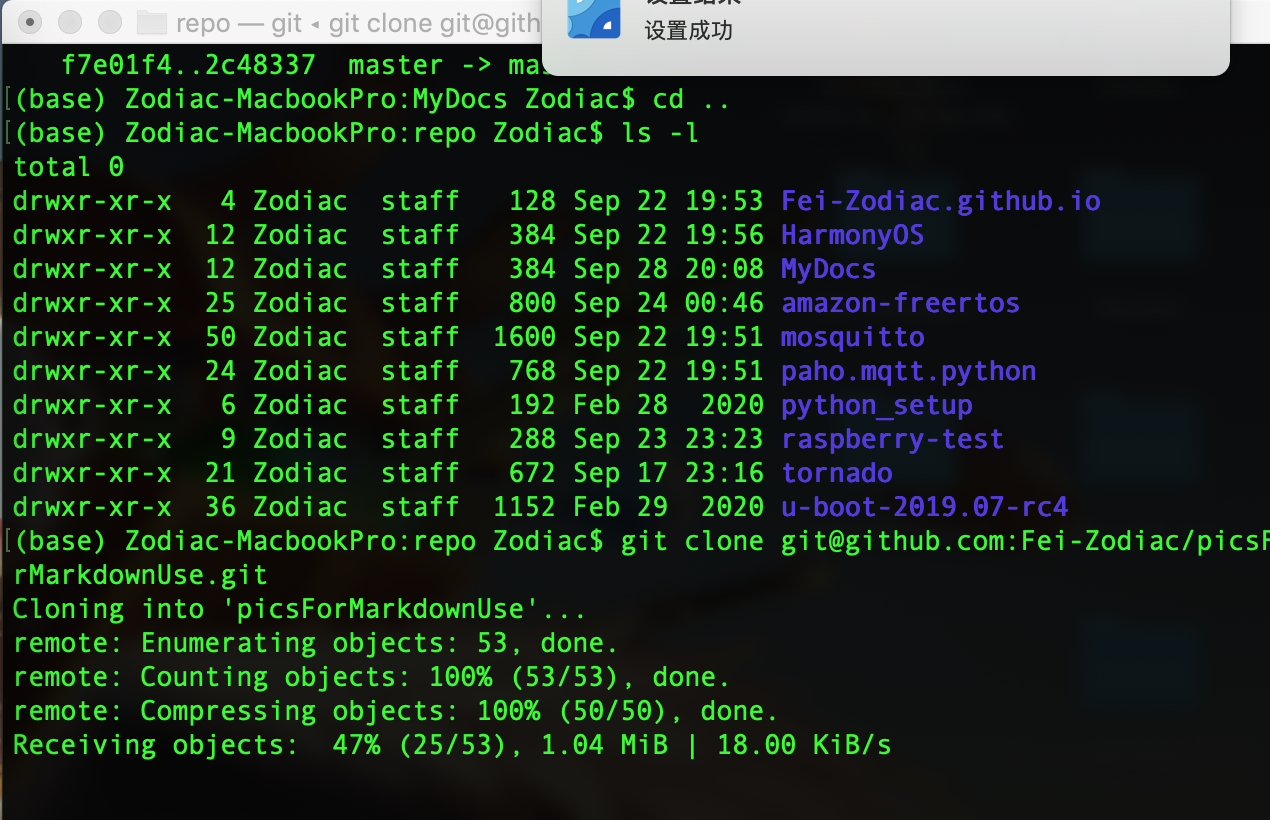 repo — git ◂ git clone git@gith
设置结果
设置成功
f7e01f4..2c48337  master -> ma
(base) Zodiac-MacbookPro:MyDocs Zodiac$ cd ..
(base) Zodiac-MacbookPro:repo Zodiac$ ls -l
total 0
drwxr-xr-x   4 Zodiac  staff   128 Sep 22 19:53 Fei-Zodiac.github.io
drwxr-xr-x  12 Zodiac  staff   384 Sep 22 19:56 HarmonyOS
drwxr-xr-x  12 Zodiac  staff   384 Sep 28 20:08 MyDocs
drwxr-xr-x  25 Zodiac  staff   800 Sep 24 00:46 amazon-freertos
drwxr-xr-x  50 Zodiac  staff  1600 Sep 22 19:51 mosquitto
drwxr-xr-x  24 Zodiac  staff   768 Sep 22 19:51 paho.mqtt.python
drwxr-xr-x   6 Zodiac  staff   192 Feb 28  2020 python_setup
drwxr-xr-x   9 Zodiac  staff   288 Sep 23 23:23 raspberry-test
drwxr-xr-x  21 Zodiac  staff   672 Sep 17 23:16 tornado
drwxr-xr-x  36 Zodiac  staff  1152 Feb 29  2020 u-boot-2019.07-rc4
(base) Zodiac-MacbookPro:repo Zodiac$ git clone git@github.com:Fei-Zodiac/picsF
rMarkdownUse.git
Cloning into 'picsForMarkdownUse'...
remote: Enumerating objects: 53, done.
remote: Counting objects: 100% (53/53), done.
remote: Compressing objects: 100% (50/50), done.
Receiving objects:  47% (25/53), 1.04 MiB | 18.00 KiB/s